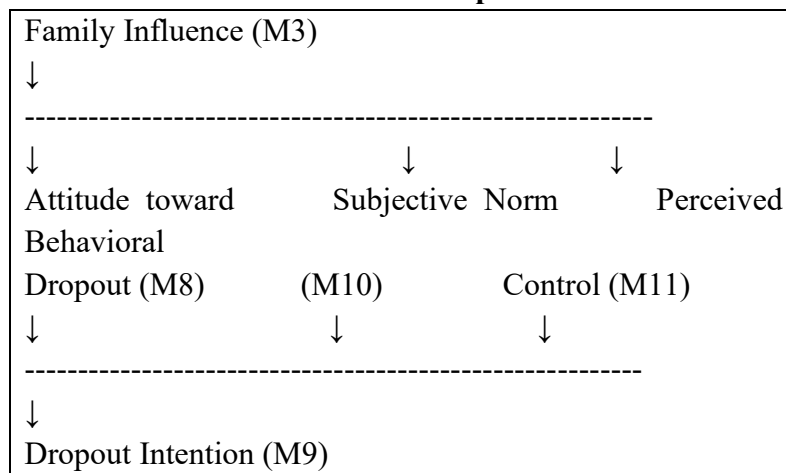 Family Influence (M3)
↓
-----------------------------------------------------------
↓ ↓ ↓
Attitude toward Subjective Norm Perceived
Behavioral
Dropout (M8) (M10) Control (M11)
↓ ↓ ↓
----------------------------------------------------------
↓
Dropout Intention (M9)